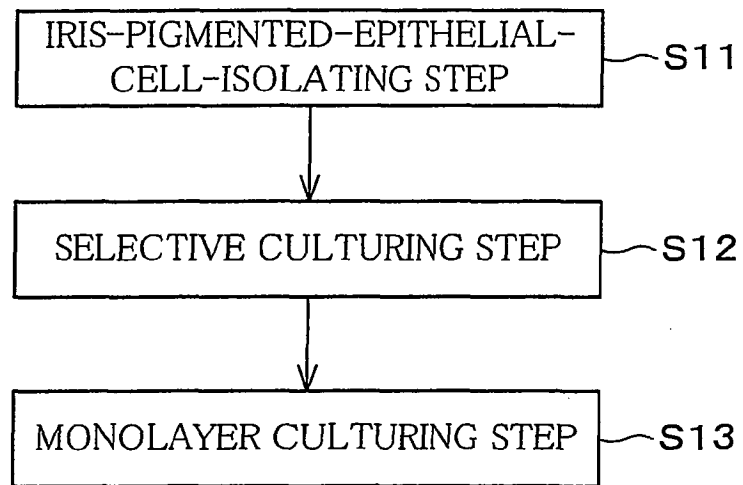 IRIS-PIGMENTED-EPITHELIAL-
CELL-ISOLATING STEP
S11
SELECTIVE CULTURING STEP
S12
MONOLAYER CULTURING STEP
S13